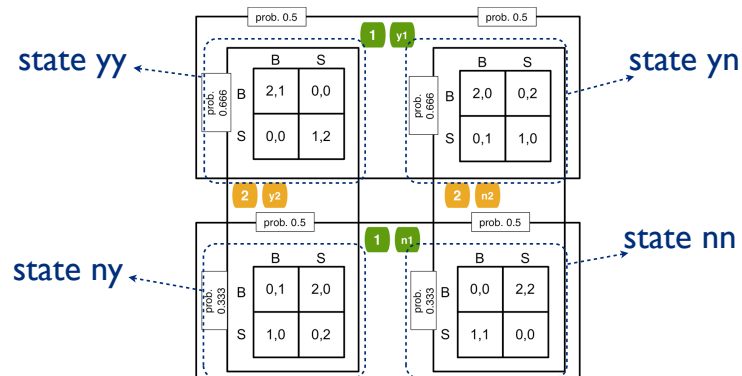 prob. 0.5
prob. 0.5
1 y1
state yy
state yn
B S
B S
prob. 0.666
prob. 0.666
B 2,1 0,0
B 2,0 0,2
S 0,0 1,2
S 0,1 1,0
2 y2
2 n2
prob. 0.5
prob. 0.5
1 n1
state ny
state nn
B S
B S
prob. 0.333
prob. 0.333
B 0,1 2,0
B 0,0 2,2
S 1,0 0,2
S 1,1 0,0